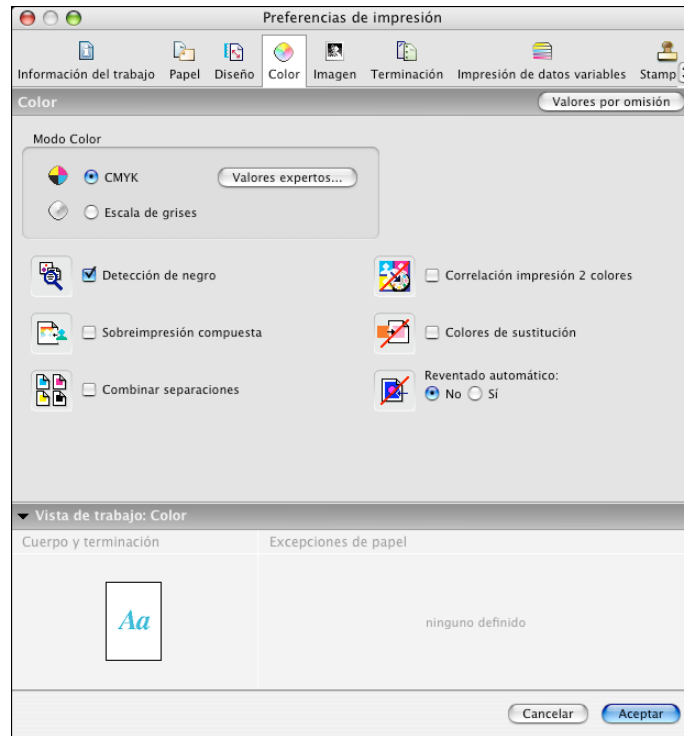 Preferencias de impresión
Información del trabajo Papel Diseño Color Imagen Terminación Impresión de datos variables Stamp
Color Valores por omisión
Modo Color
CMYK Valores expertos...
Escala de grises
Detección de negro Correlación impresión 2 colores
Sobreimpresión compuesta Colores de sustitución
Combinar separaciones Reventado automático:
No Sí
Vista de trabajo: Color
Cuerpo y terminación Excepciones de papel
Aa ninguno definido
Cancelar Aceptar